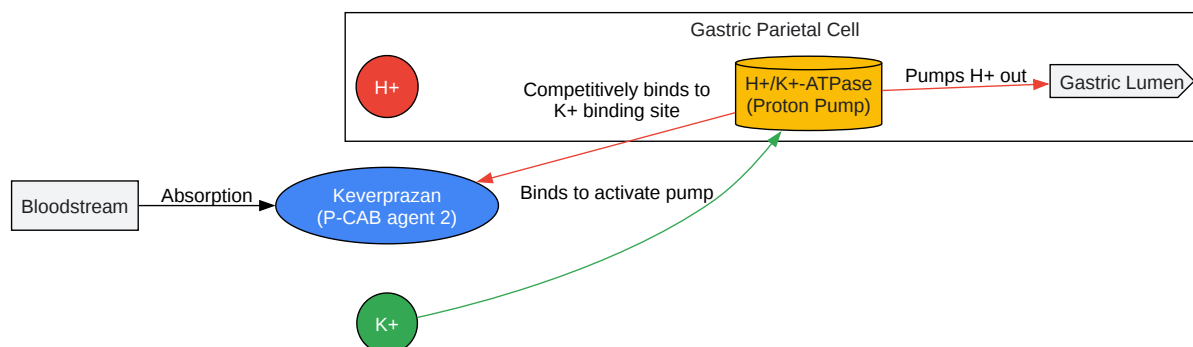 Gastric Parietal Cell
H+
Competitively binds to
K+ binding site
H+/K+-ATPase
(Proton Pump)
Pumps H+ out
Gastric Lumen
Bloodstream
Absorption
Keverprazan
(P-CAB agent 2)
Binds to activate pump
K+